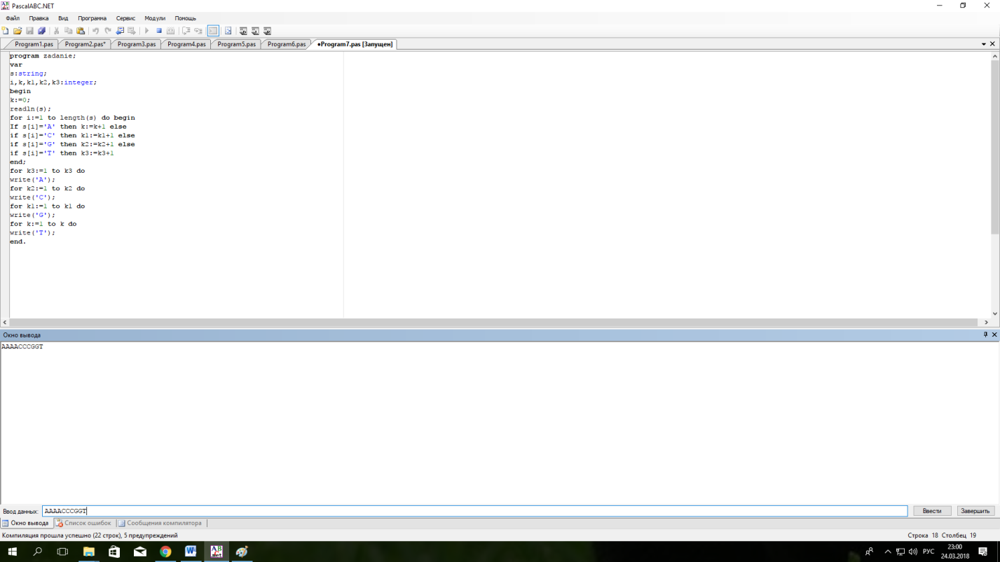 PascalABC.NET
Файл Правка Вид Программа Сервис Модули Помощь
Program1.pas Program2.pas* Program3.pas Program4.pas Program5.pas Program6.pas •Program7.pas [Запущен]
program zadanie;
var
s:string;
i,k,k1,k2,k3:integer;
begin
k:=0;
readln(s);
for i:=1 to length(s) do begin
If s[i]='A' then k:=k+1 else
if s[i]='C' then k1:=k1+1 else
if s[i]='G' then k2:=k2+1 else
if s[i]='T' then k3:=k3+1
end;
for k3:=1 to k3 do
write('A');
for k2:=1 to k2 do
write('C');
for k1:=1 to k1 do
write('G');
for k:=1 to k do
write('T');
end.
Окно вывода
AAAACCCGGT
Ввод данных: AAAACCCGGT Ввести Завершить
Окно вывода Список ошибок Сообщения компилятора
Компиляция прошла успешно (22 строк), 5 предупреждений Строка 18 Столбец 19
РУС 23:00
24.03.2018